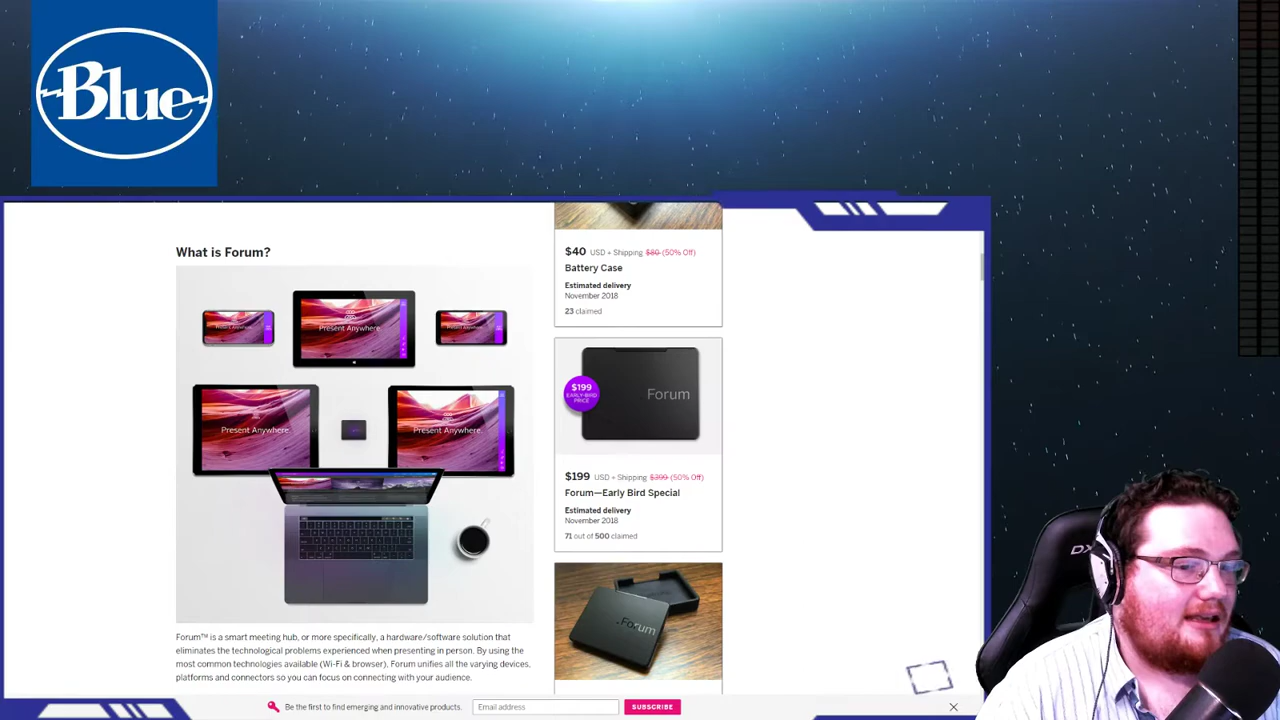 Blue
What is Forum?
Present Anywhere.
Present Anywhere.
Present Anywhere.
Forum™ is a smart meeting hub, or more specifically, a hardware/software solution that
eliminates the technological problems experienced when presenting in person. By using the
most common technologies available (Wi-Fi & browser), Forum unifies all the varying devices,
platforms and connectors so you can focus on connecting with your audience.
$40 USD + Shipping $80 (50% Off)
Battery Case
Estimated delivery
November 2018
23 claimed
$199
EARLY-BIRD
PRICE
Forum
$199 USD + Shipping $399 (50% Off)
Forum—Early Bird Special
Estimated delivery
November 2018
71 out of 500 claimed
Forum
Be the first to find emerging and innovative products.
Email address
SUBSCRIBE
DX